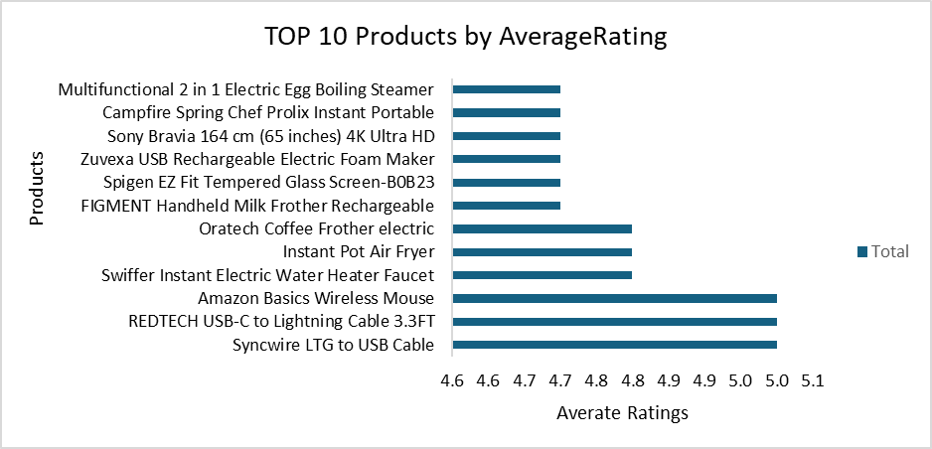 TOP 10 Products by AverageRating
Products
Multifunctional 2 in 1 Electric Egg Boiling Steamer
Campfire Spring Chef Prolix Instant Portable
Sony Bravia 164 cm (65 inches) 4K Ultra HD
Zuvexa USB Rechargeable Electric Foam Maker
Spigen EZ Fit Tempered Glass Screen-B0B23
FIGMENT Handheld Milk Frother Rechargeable
Oratech Coffee Frother electric
Instant Pot Air Fryer
Swiffer Instant Electric Water Heater Faucet
Amazon Basics Wireless Mouse
REDTECH USB-C to Lightning Cable 3.3FT
Syncwire LTG to USB Cable
Total
4.6 4.6 4.7 4.7 4.8 4.8 4.9 4.9 5.0 5.0 5.1
Averate Ratings